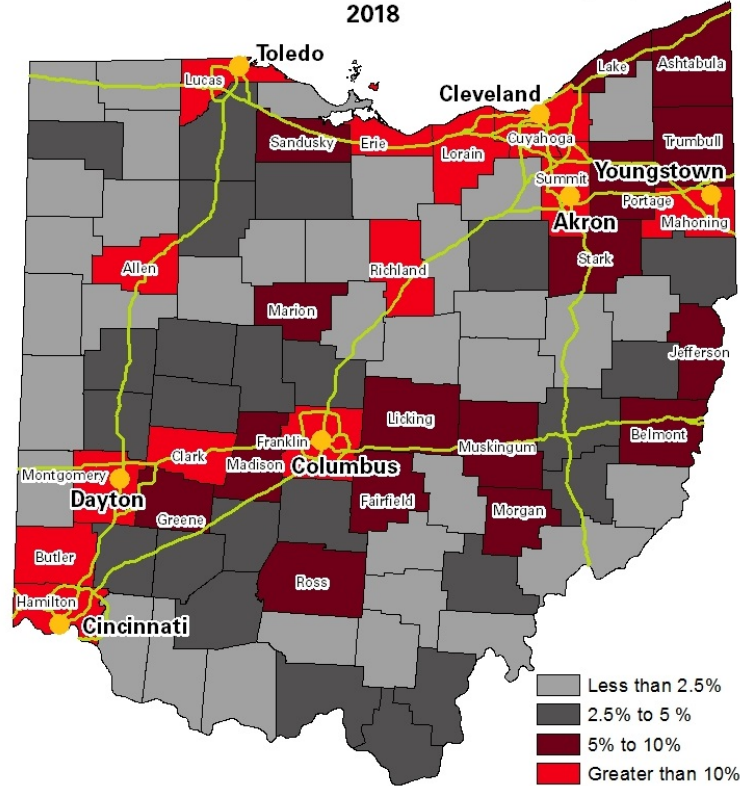 2018
Toledo
Lucas
Lake
Ashtabula
Cleveland
Sandusky
Erie
Cuyahoga
Trumbull
Lorain
Summit
Youngstown
Portage
Akron
Mahoning
Allen
Richland
Stark
Marion
Jefferson
Licking
Franklin
Muskingum
Belmont
Clark
Madison
Columbus
Montgomery
Dayton
Fairfield
Greene
Morgan
Butler
Ross
Hamilton
Cincinnati
Less than 2.5%
2.5% to 5 %
5% to 10%
Greater than 10%